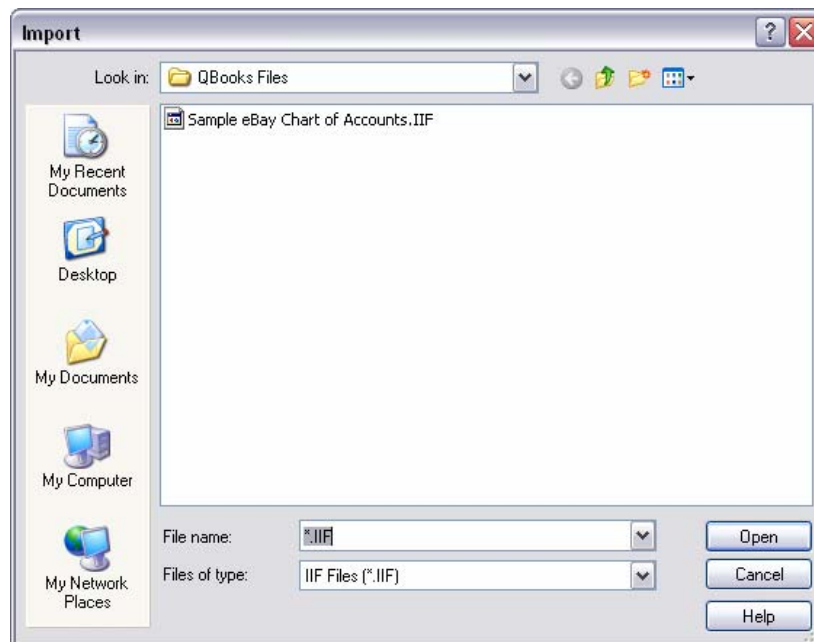 Import
Look in: QBooks Files
Sample eBay Chart of Accounts.IIF
My Recent
Documents
Desktop
My Documents
My Computer
My Network
Places
File name: *.IIF Open
Files of type: IIF Files (*.IIF) Cancel
Help